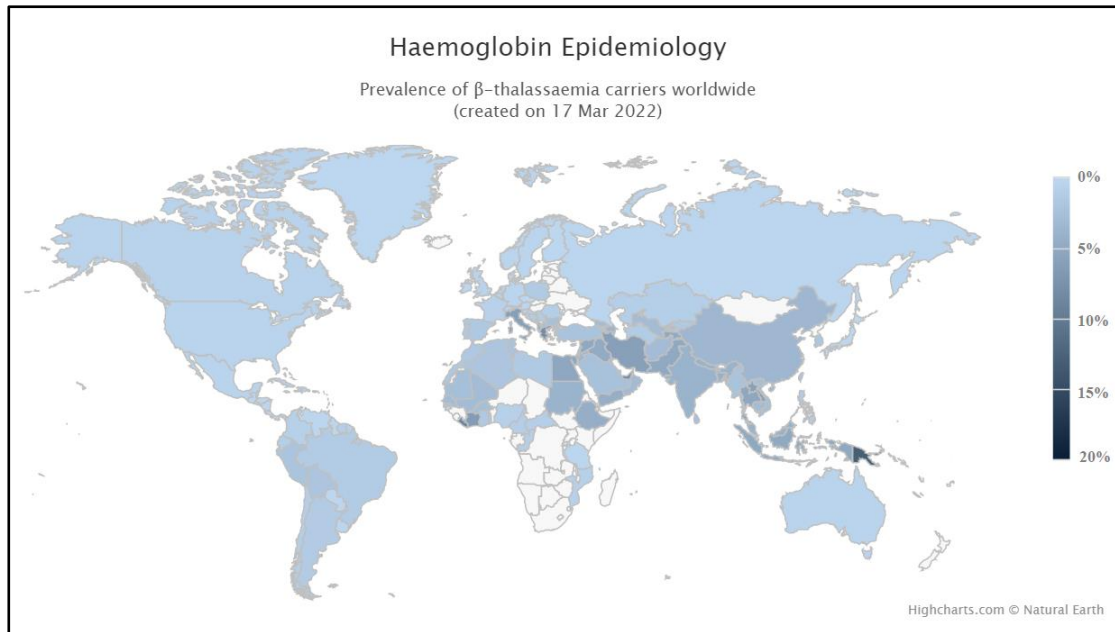 Haemoglobin Epidemiology
Prevalence of β-thalassaemia carriers worldwide
(created on 17 Mar 2022)
0%
5%
10%
15%
20%
Highcharts.com © Natural Earth